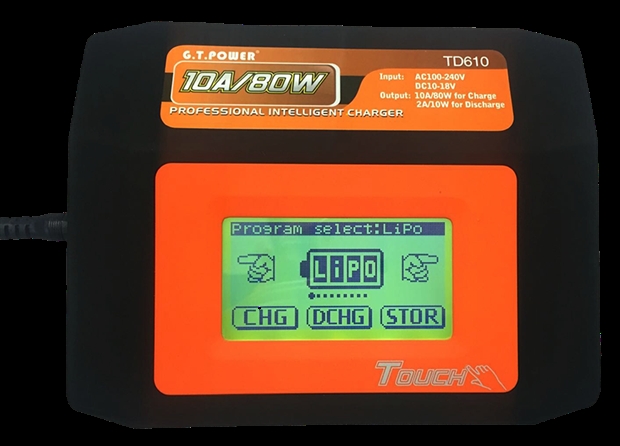 G.T.POWER®
TD610
10A/80W
Input: AC100-240V
DC10-18V
Output: 10A/80W for Charge
2A/10W for Discharge
PROFESSIONAL INTELLIGENT CHARGER
Program select:LiPo
LiPO
CHG DCHG STOR
TOUCH